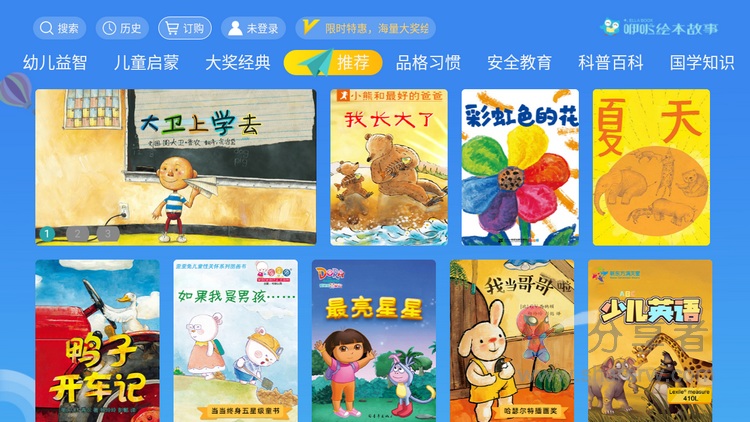 搜索
历史
订购
未登录
限时特惠，海量大奖绘
咿啦绘本故事
幼儿益智
儿童启蒙
大奖经典
推荐
品格习惯
安全教育
科普百科
国学知识
大卫上学去
1
2
3
小熊和最好的爸爸
我长大了
彩虹色的花
夏天
鸭子
开车记
如果我是男孩……
当当终身五星级童书
Dora
最亮星星
我当哥哥啦
哈瑟尔特插画奖
少儿英语
Lexile® measure
410L
分享者